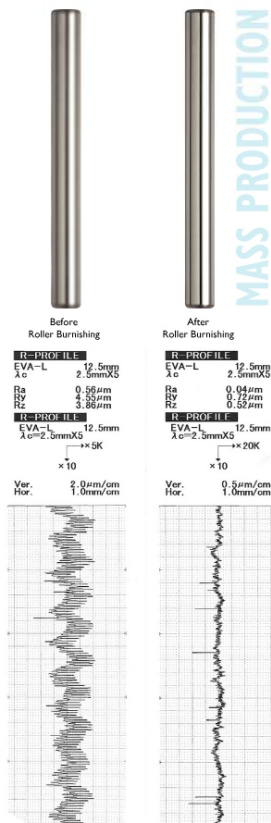 MASS PRODUCTION
Before
Roller Burnishing
R-PROFILE
EVA-L 12.5mm
λc 2.5mmX5
Ra 0.56μm
Ry 4.55μm
Rz 3.86μm
R-PROFILE
EVA-L 12.5mm
λc=2.5mmX5
×5K
×10
Ver. 2.0μm/cm
Hor. 1.0mm/cm
After
Roller Burnishing
R-PROFILE
EVA-L 12.5mm
λc 2.5mmX5
Ra 0.04μm
Ry 0.72μm
Rz 0.52μm
R-PROFILE
EVA-L 12.5mm
λc=2.5mmX5
×20K
×10
Ver. 0.5μm/cm
Hor. 1.0mm/cm